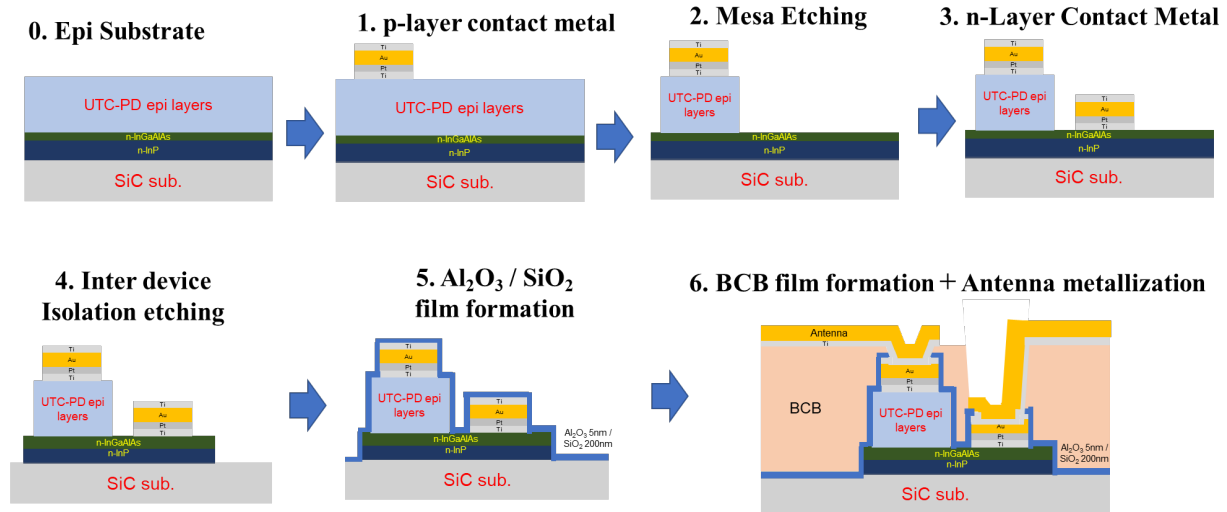 0. Epi Substrate
UTC-PD epi layers
n-InGaAlAs
n-InP
SiC sub.
1. p-layer contact metal
Ti
Au
Pt
Ti
UTC-PD epi layers
n-InGaAlAs
n-InP
SiC sub.
2. Mesa Etching
Ti
Au
Pt
Ti
UTC-PD epi
layers
n-InGaAlAs
n-InP
SiC sub.
3. n-Layer Contact Metal
Ti
Au
Pt
Ti
UTC-PD epi
layers
Ti
Au
Pt
Ti
n-InGaAlAs
n-InP
SiC sub.
4. Inter device
Isolation etching
Ti
Au
Pt
Ti
UTC-PD epi
layers
Ti
Au
Pt
Ti
n-InGaAlAs
n-InP
SiC sub.
5. Al₂O₃ / SiO₂
film formation
Ti
Au
Pt
Ti
UTC-PD epi
layers
Ti
Au
Pt
Ti
Al₂O₃ 5nm /
SiO₂ 200nm
n-InGaAlAs
n-InP
SiC sub.
6. BCB film formation + Antenna metallization
Antenna
Ti
Au
Pt
Ti
BCB
UTC-PD epi
layers
Au
Pt
Ti
Al₂O₃ 5nm /
SiO₂ 200nm
n-InGaAlAs
n-InP
SiC sub.